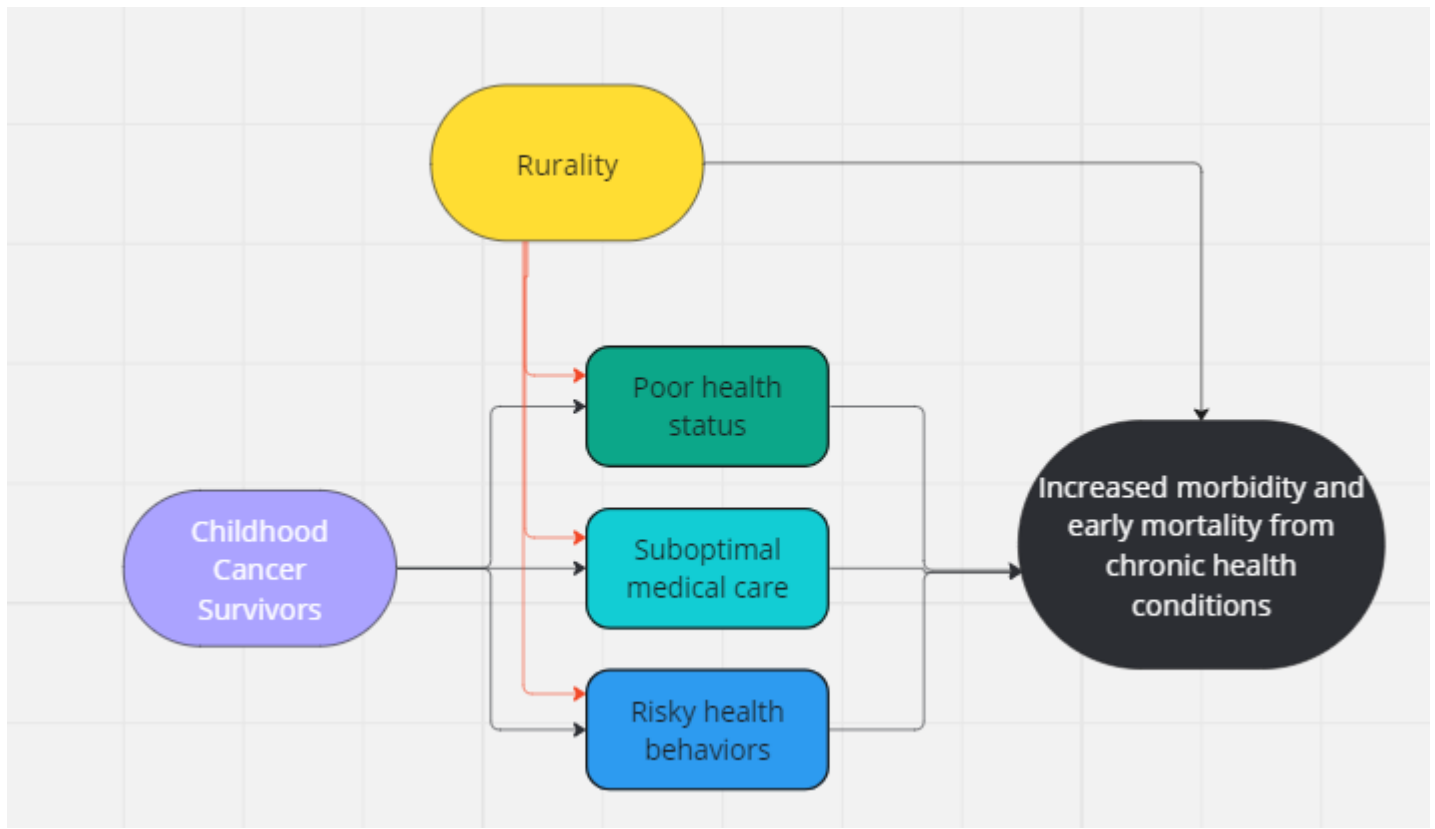 Rurality
Poor health
status
Childhood
Cancer
Survivors
Suboptimal
medical care
Risky health
behaviors
Increased morbidity and
early mortality from
chronic health
conditions